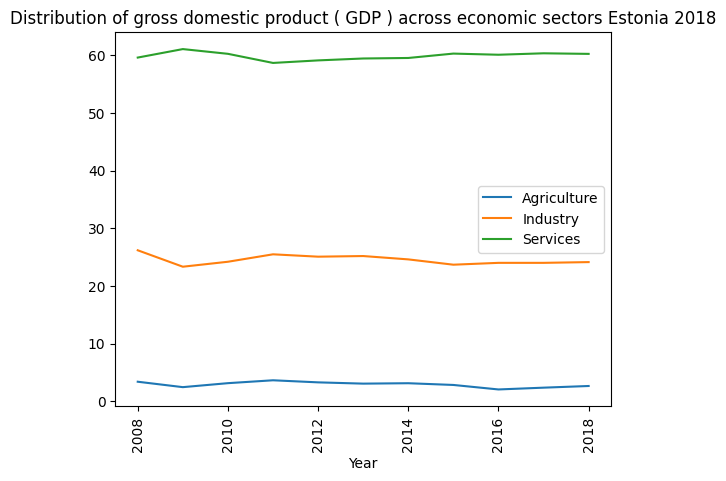 Distribution of gross domestic product ( GDP ) across economic sectors Estonia 2018
60
50
40
30
20
10
0
Agriculture
Industry
Services
2008
2010
2012
2014
2016
2018
Year